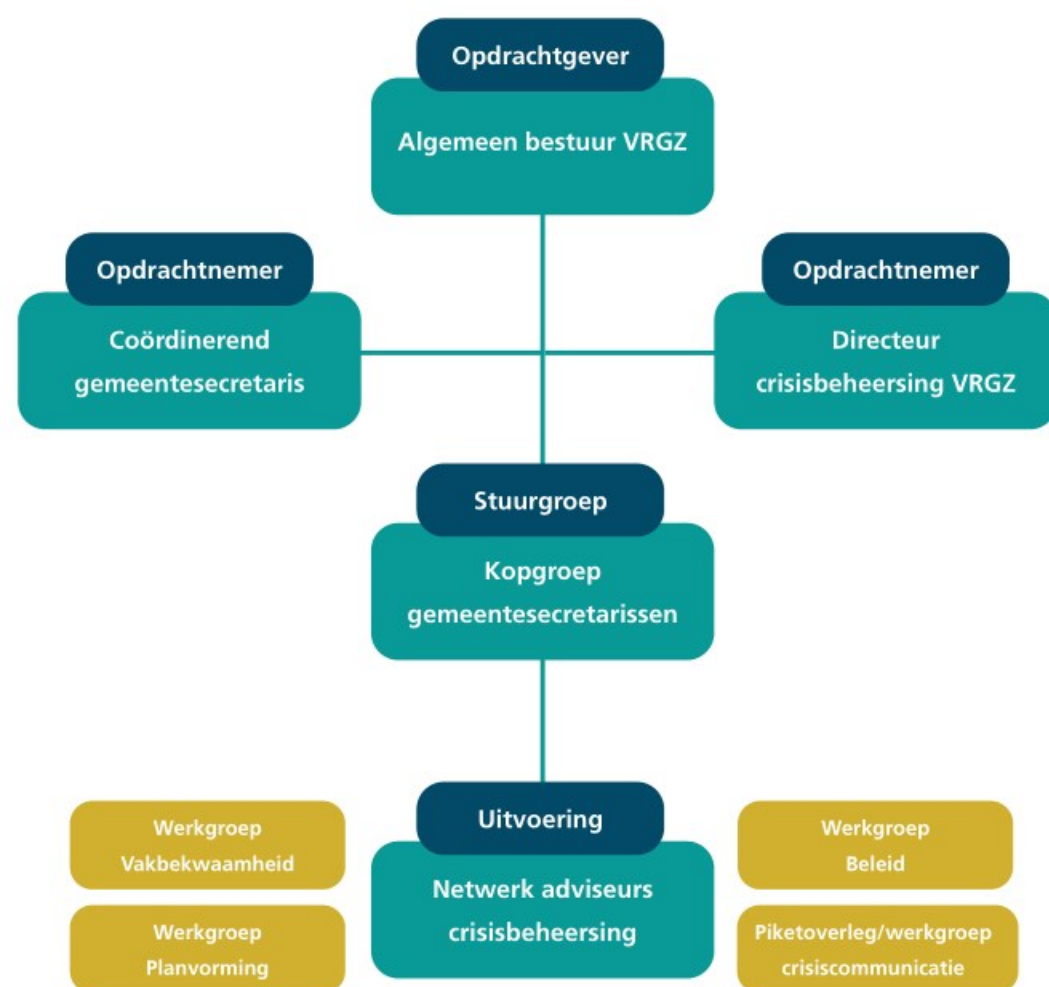 Opdrachtgever
Algemeen bestuur VRGZ
Opdrachtnemer
Coördinerend
gemeentesecretaris
Opdrachtnemer
Directeur
crisisbeheersing VRGZ
Stuurgroep
Kopgroep
gemeentesecretarissen
Werkgroep
Vakbekwaamheid
Werkgroep
Planvorming
Uitvoering
Netwerk adviseurs
crisisbeheersing
Werkgroep
Beleid
Piketoverleg/werkgroep
crisiscommunicatie